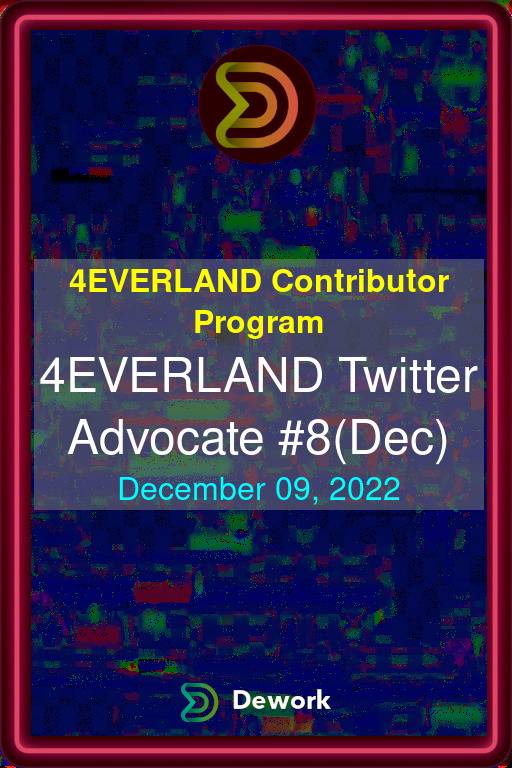 4EVERLAND Contributor
Program
4EVERLAND Twitter
Advocate #8(Dec)
December 09, 2022
Dework